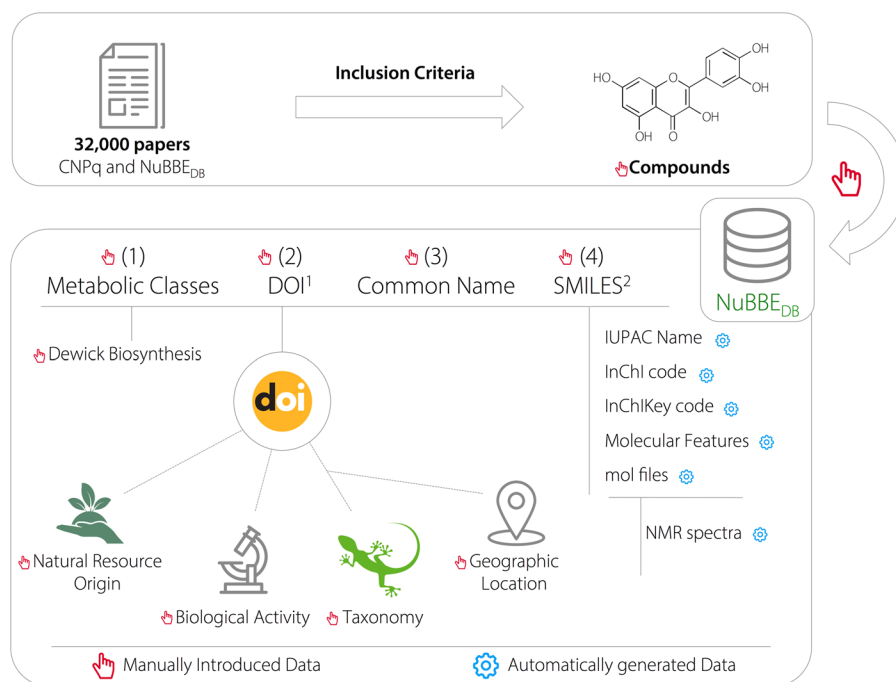 Inclusion Criteria
32,000 papers
CNPq and NuBBE_DB
HO
O
OH
OH
OH
OH
O
Compounds
NuBBE_DB
(1)
Metabolic Classes
(2)
DOI¹
(3)
Common Name
(4)
SMILES²
Dewick Biosynthesis
doi
IUPAC Name
InChI code
InChIKey code
Molecular Features
mol files
NMR spectra
Natural Resource
Origin
Biological Activity
Taxonomy
Geographic
Location
Manually Introduced Data
Automatically generated Data